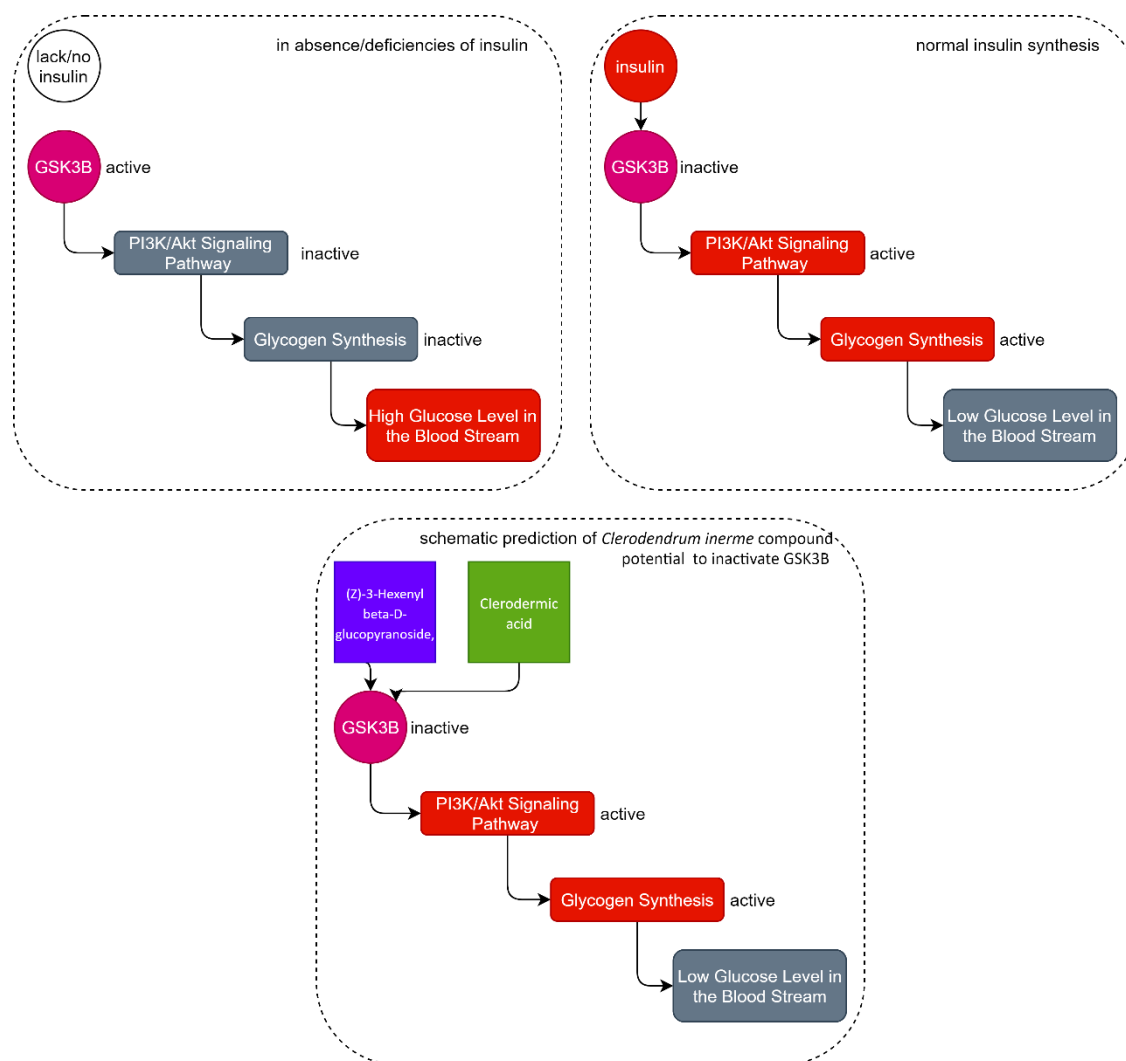 in absence/deficiencies of insulin
lack/no
insulin
GSK3B
active
PI3K/Akt Signaling
Pathway
inactive
Glycogen Synthesis
inactive
High Glucose Level in
the Blood Stream
normal insulin synthesis
insulin
GSK3B
inactive
PI3K/Akt Signaling
Pathway
active
Glycogen Synthesis
active
Low Glucose Level in
the Blood Stream
schematic prediction of Clerodendrum inerme compound
potential to inactivate GSK3B
(Z)-3-Hexenyl
beta-D-
glucopyranoside,
Clerodermic
acid
GSK3B
inactive
PI3K/Akt Signaling
Pathway
active
Glycogen Synthesis
active
Low Glucose Level in
the Blood Stream